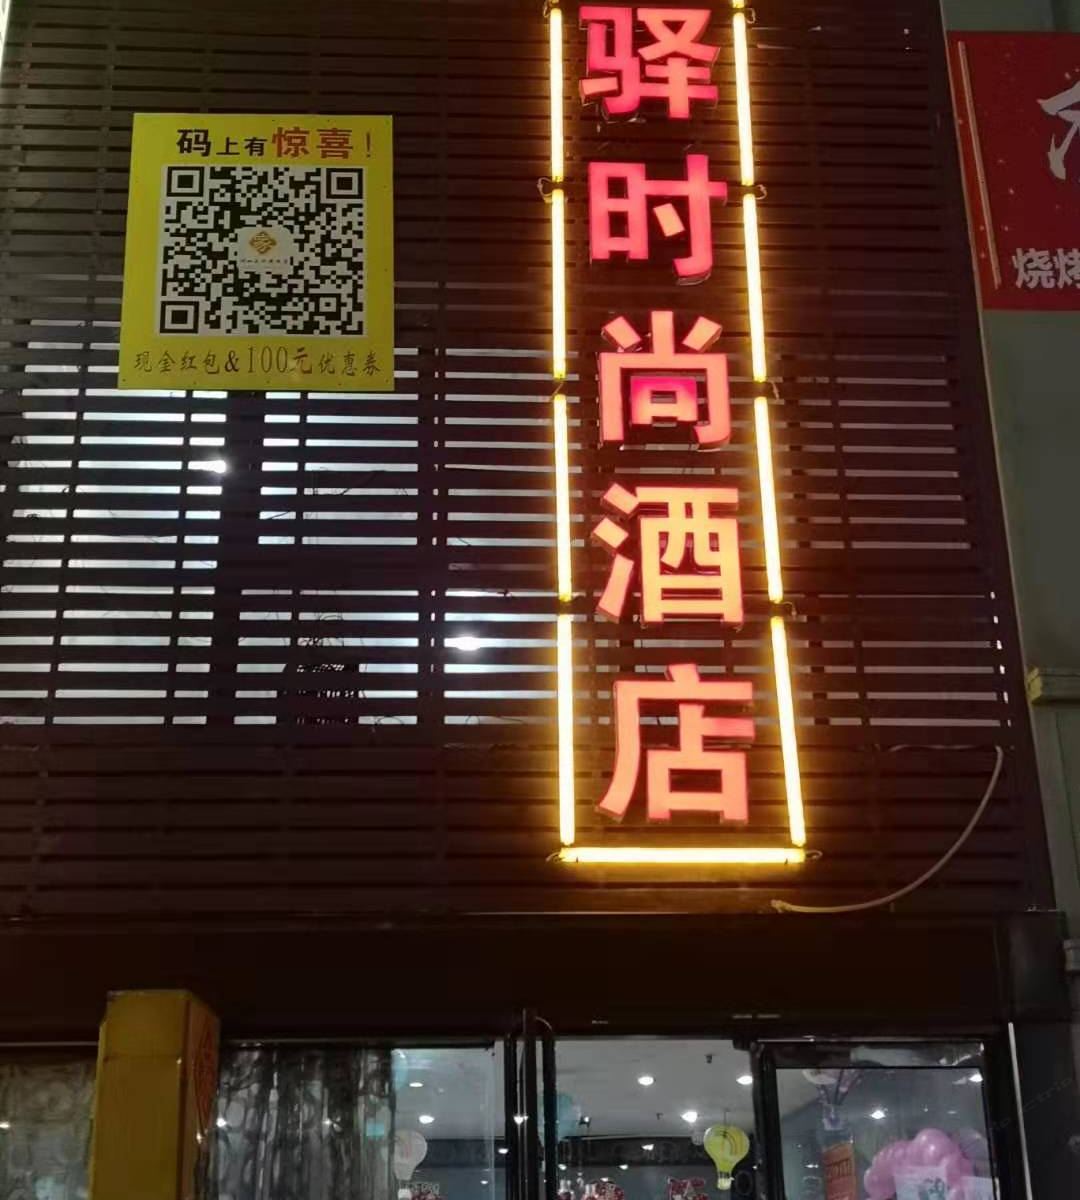 码上有惊喜！
现金红包&100元优惠券
驿时尚酒店
烧烤